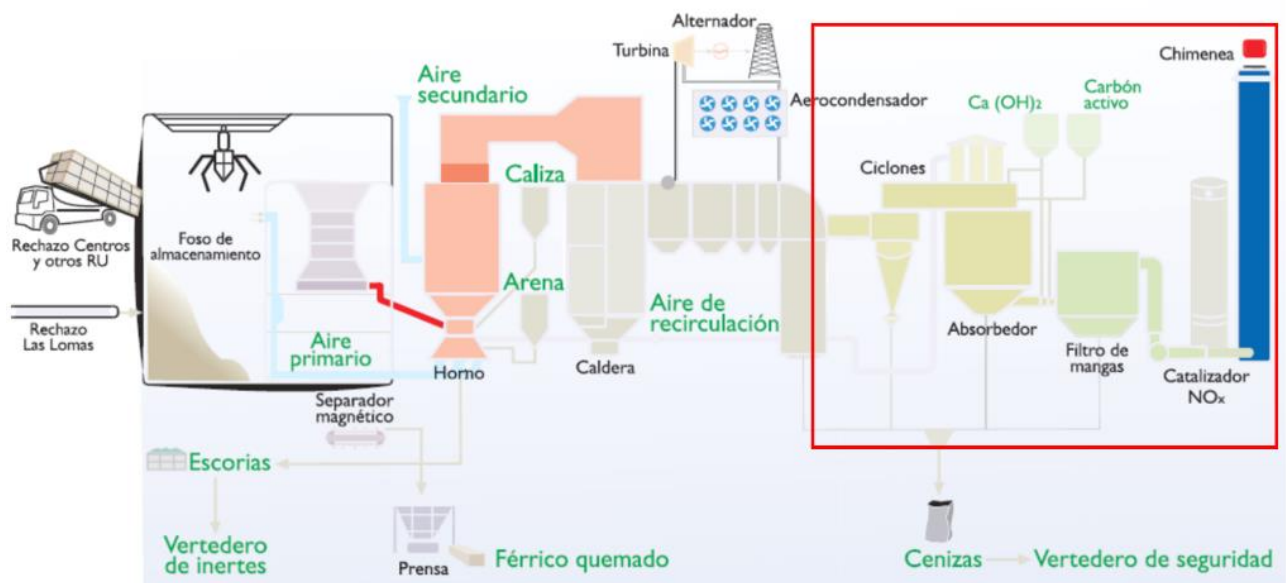 Alternador
Turbina
Chimenea
Aire
secundario
Aerocondensador
Ca (OH)₂
Carbón
activo
Ciclones
Caliza
Rechazo Centros
y otros RU
Foso de
almacenamiento
Arena
Aire de
recirculación
Rechazo
Las Lomas
Aire
primario
Horno
Caldera
Absorbedor
Filtro de
mangas
Catalizador
NOₓ
Separador
magnético
Escorias
Vertedero
de inertes
Prensa
Férrico quemado
Cenizas
Vertedero de seguridad